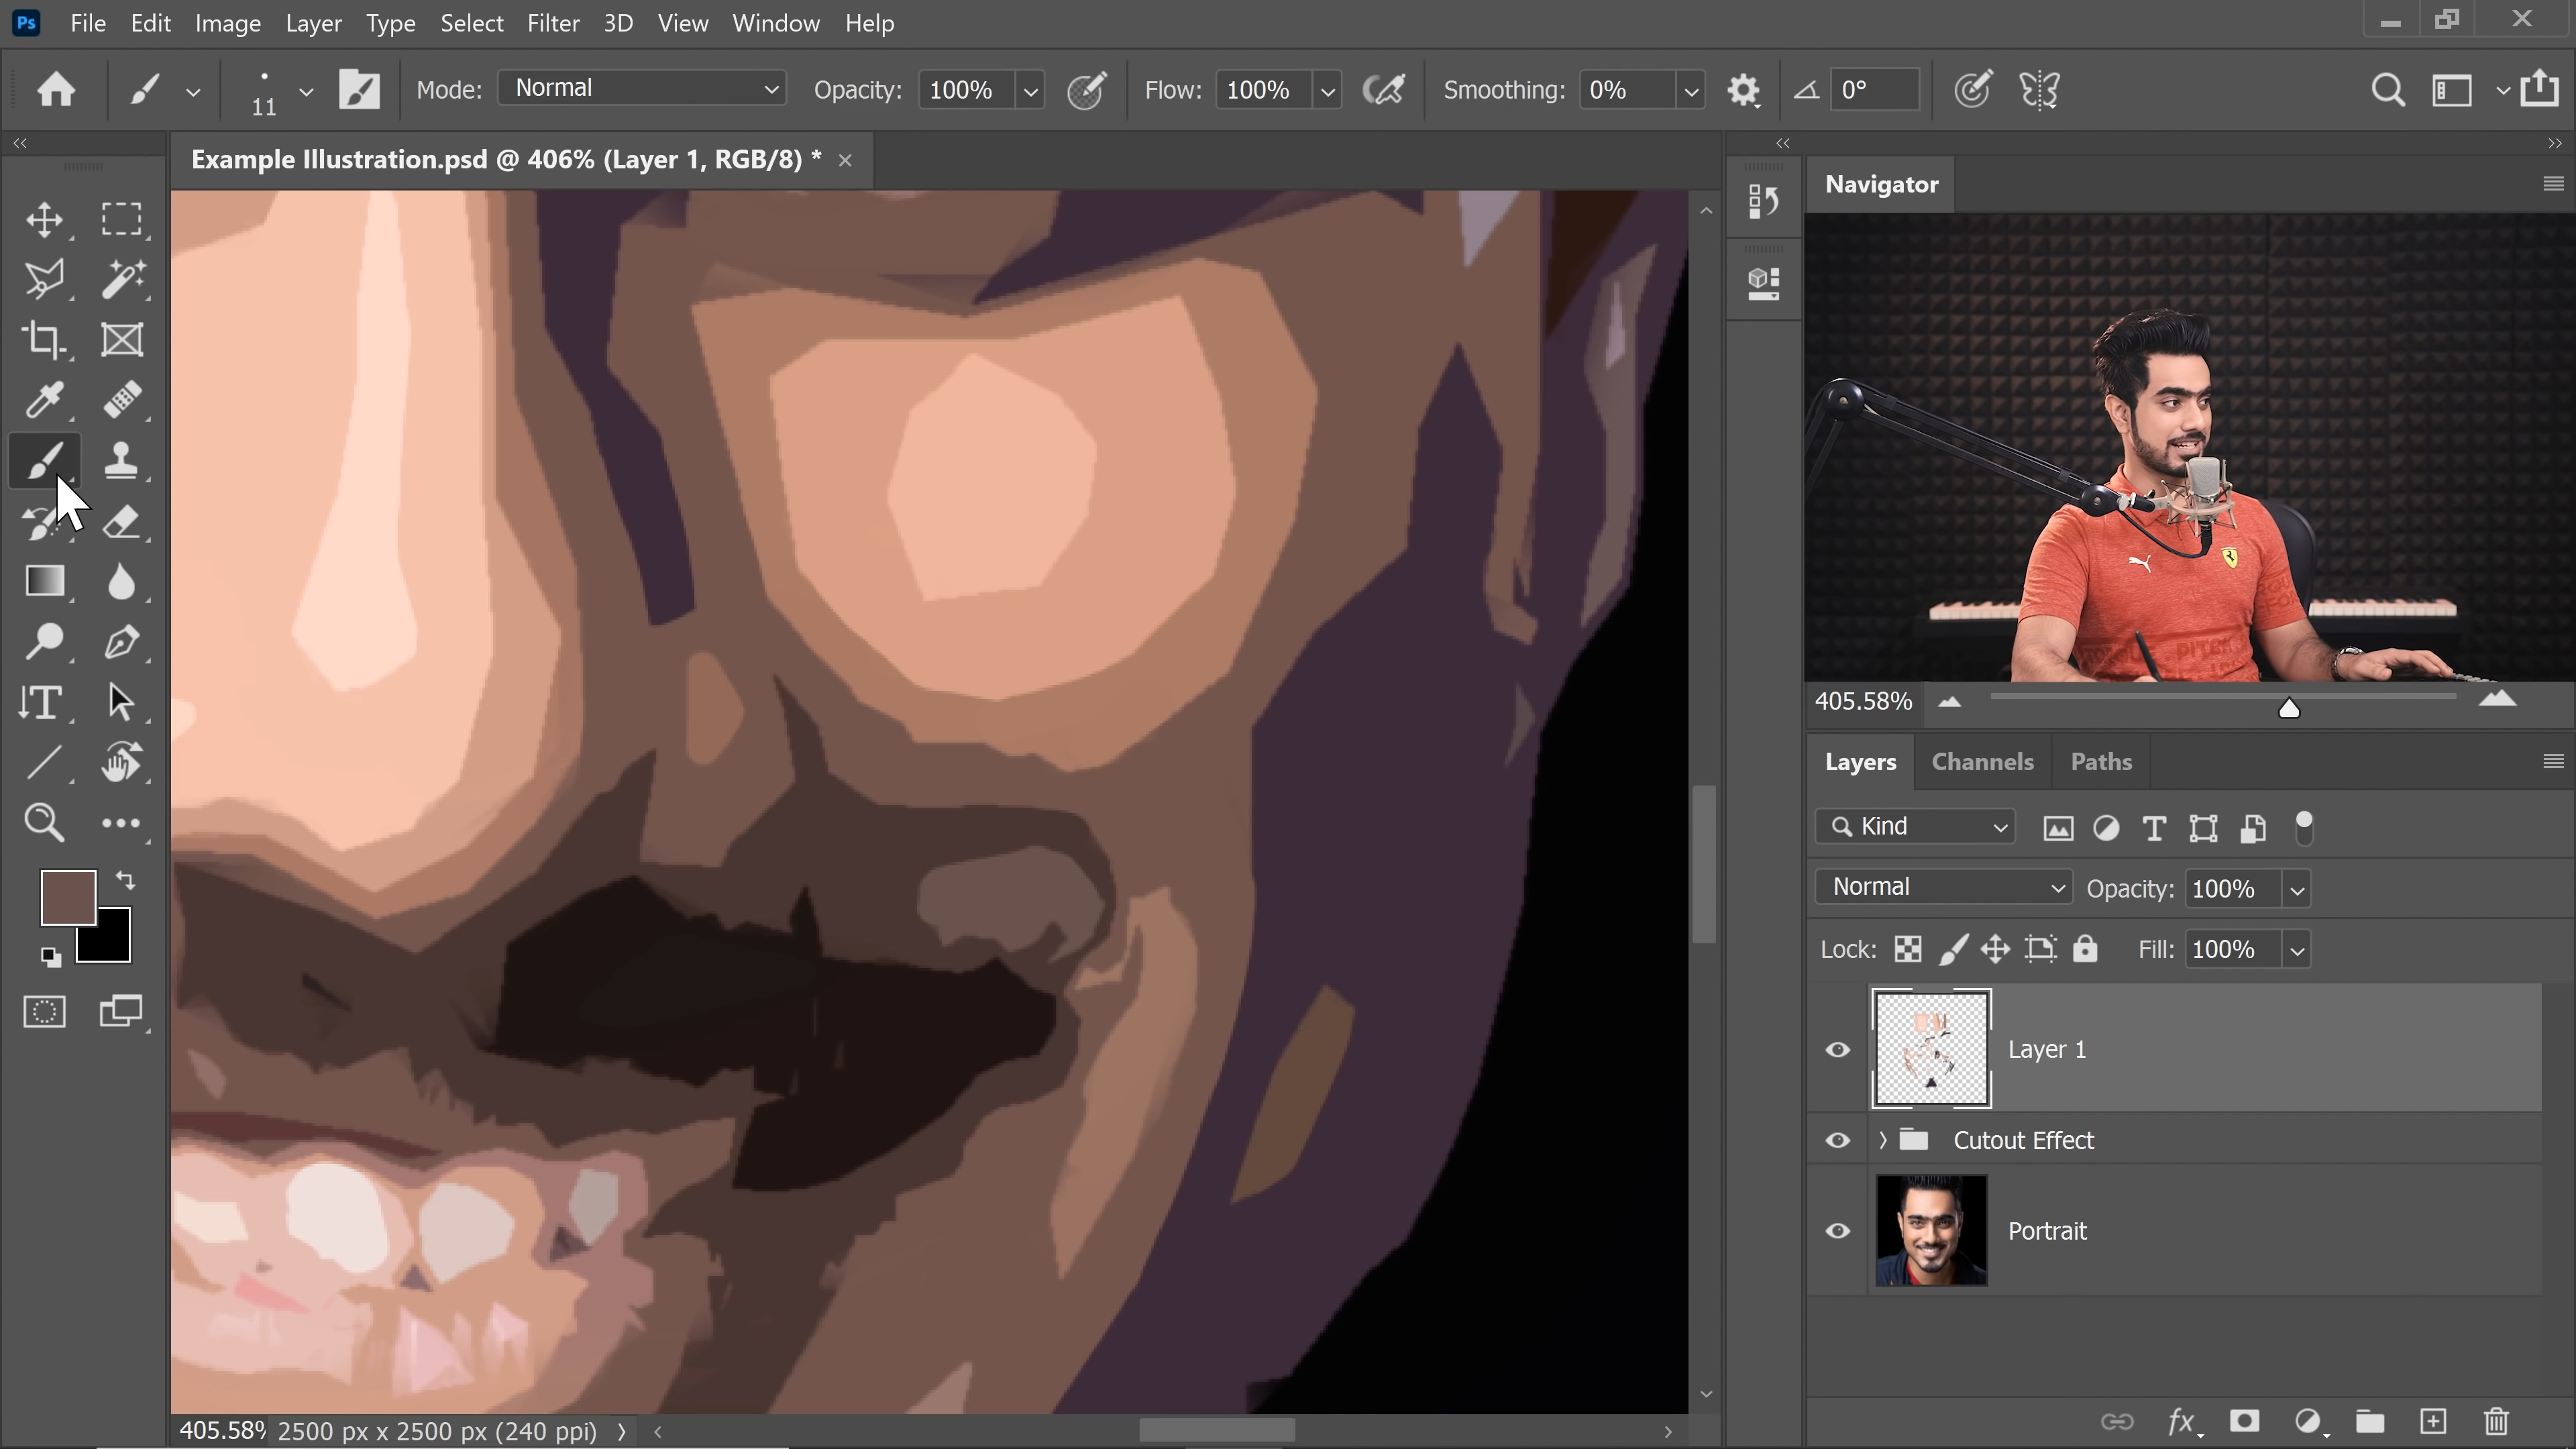 Ps File Edit Image Layer Type Select Filter 3D View Window Help
11 Mode: Normal Opacity: 100% Flow: 100% Smoothing: 0% 0°
Example Illustration.psd @ 406% (Layer 1, RGB/8) *
Navigator
405.58%
Layers Channels Paths
Kind
Normal Opacity: 100%
Lock: Fill: 100%
Layer 1
Cutout Effect
Portrait
fx
405.58% 2500 px x 2500 px (240 ppi)